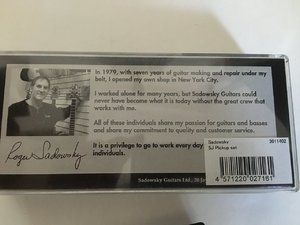 In 1979, with seven years of guitar making and repair under my
belt, I opened my own shop in New York City.
I worked alone for many years, but Sadowsky Guitars could
never have become what it is today without the great crew that
works with me.
All of these individuals share my passion for guitars and basses
and share my commitment to quality and customer service.
It is a privilege to go to work every day
individuals.
Roger Sadowsky
Sadowsky
SJ Pickup set
2011402
4 571220 027161
Sadowsky Guitars Ltd., 20 Ja